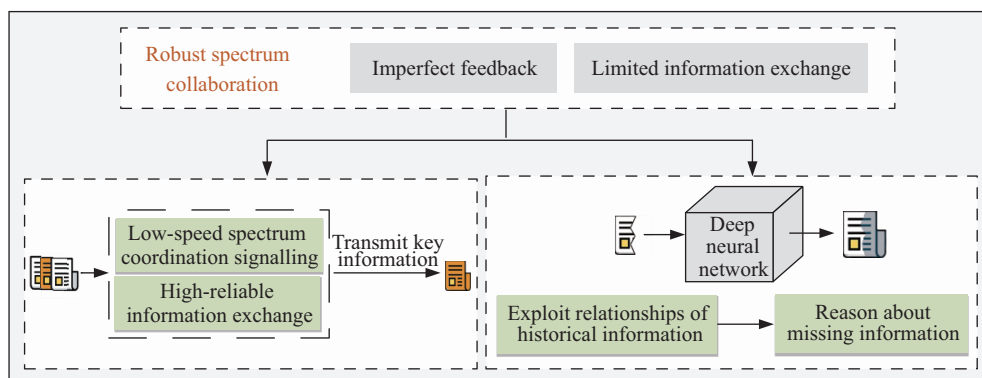 Robust spectrum
collaboration
Imperfect feedback
Limited information exchange
Low-speed spectrum
coordination signalling
High-reliable
information exchange
Transmit key
information
Deep
neural
network
Exploit relationships of
historical information
Reason about
missing information